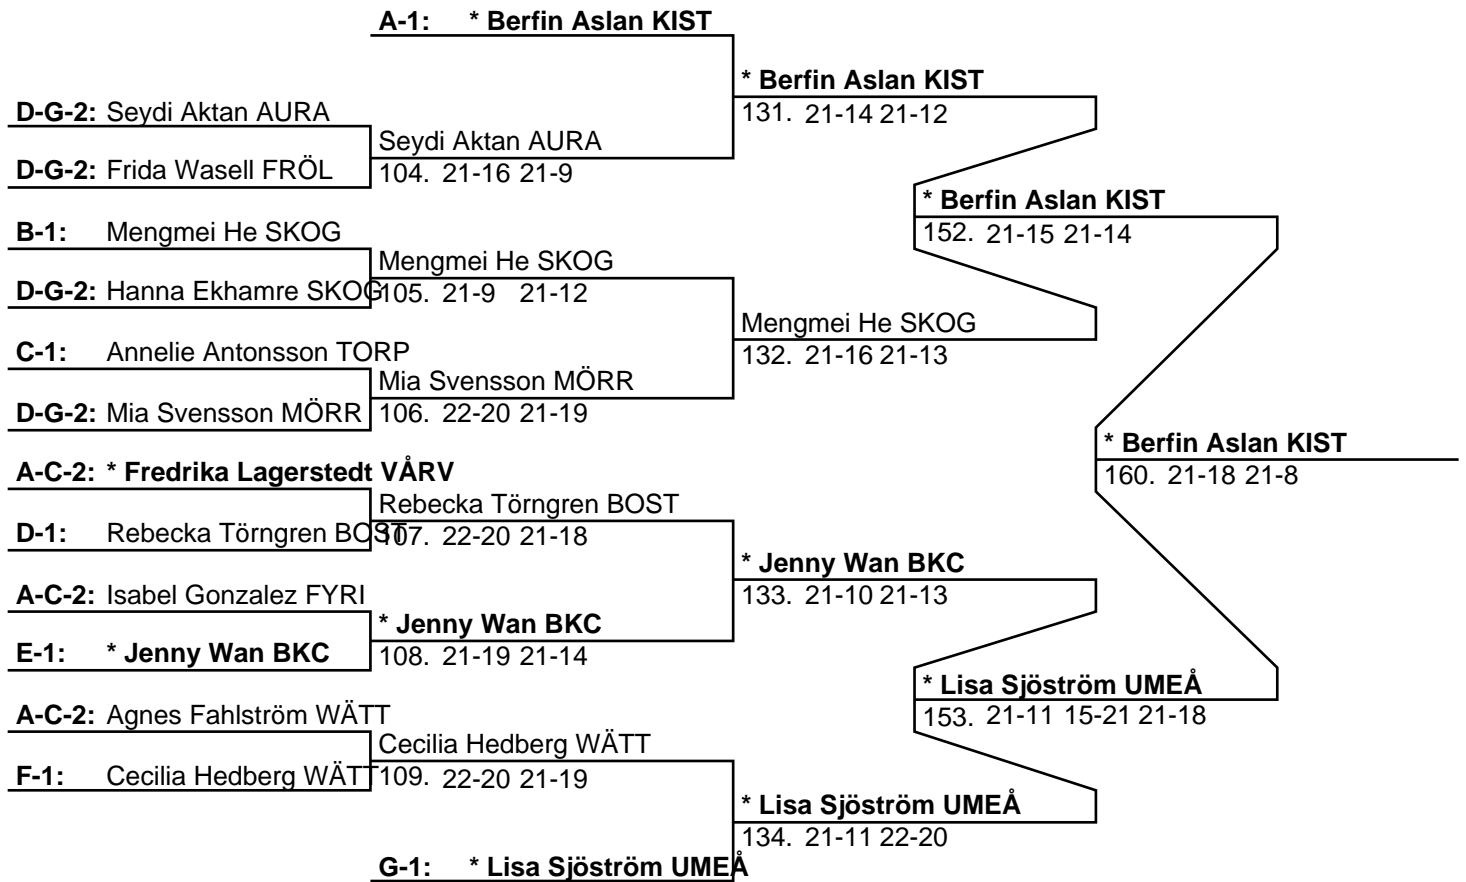 A-1: * Berfin Aslan KIST
* Berfin Aslan KIST
131. 21-14 21-12
D-G-2: Seydi Aktan AURA
Seydi Aktan AURA
104. 21-16 21-9
D-G-2: Frida Wasell FRÖL
* Berfin Aslan KIST
152. 21-15 21-14
B-1: Mengmei He SKOG
Mengmei He SKOG
105. 21-9 21-12
D-G-2: Hanna Ekhamre SKOG
Mengmei He SKOG
132. 21-16 21-13
C-1: Annelie Antonsson TORP
Mia Svensson MÖRR
106. 22-20 21-19
D-G-2: Mia Svensson MÖRR
* Berfin Aslan KIST
160. 21-18 21-8
A-C-2: * Fredrika Lagerstedt VÅRV
Rebecka Törngren BOST
107. 22-20 21-18
D-1: Rebecka Törngren BOST
* Jenny Wan BKC
133. 21-10 21-13
A-C-2: Isabel Gonzalez FYRI
* Jenny Wan BKC
108. 21-19 21-14
E-1: * Jenny Wan BKC
* Lisa Sjöström UMEÅ
153. 21-11 15-21 21-18
A-C-2: Agnes Fahlström WÄTT
Cecilia Hedberg WÄTT
109. 22-20 21-19
F-1: Cecilia Hedberg WÄTT
* Lisa Sjöström UMEÅ
134. 21-11 22-20
G-1: * Lisa Sjöström UMEÅ